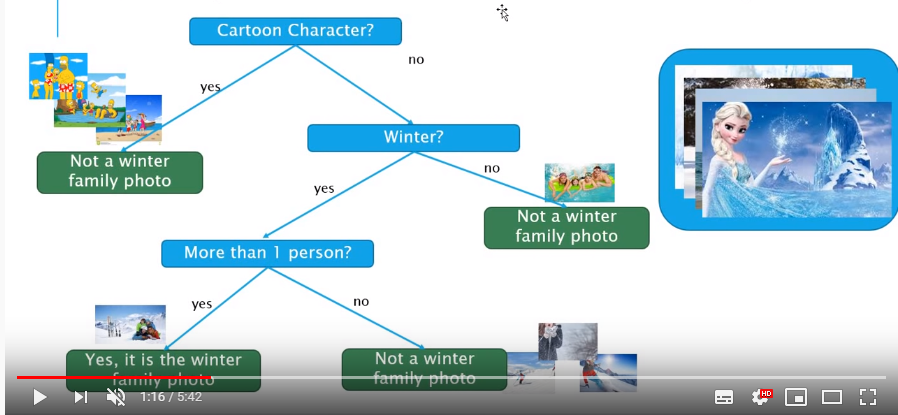 Cartoon Character?
yes
no
Not a winter
family photo
Winter?
yes
no
Not a winter
family photo
More than 1 person?
yes
no
Yes, it is the winter
family photo
Not a winter
family photo
1:16 / 5:42
HD